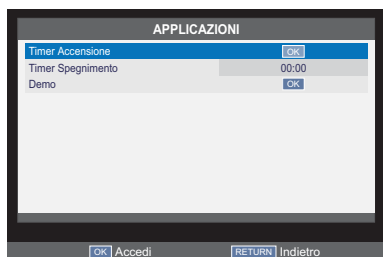 APPLICAZIONI
Timer Accensione OK
Timer Spegnimento 00:00
Demo OK
OK Accedi RETURN Indietro